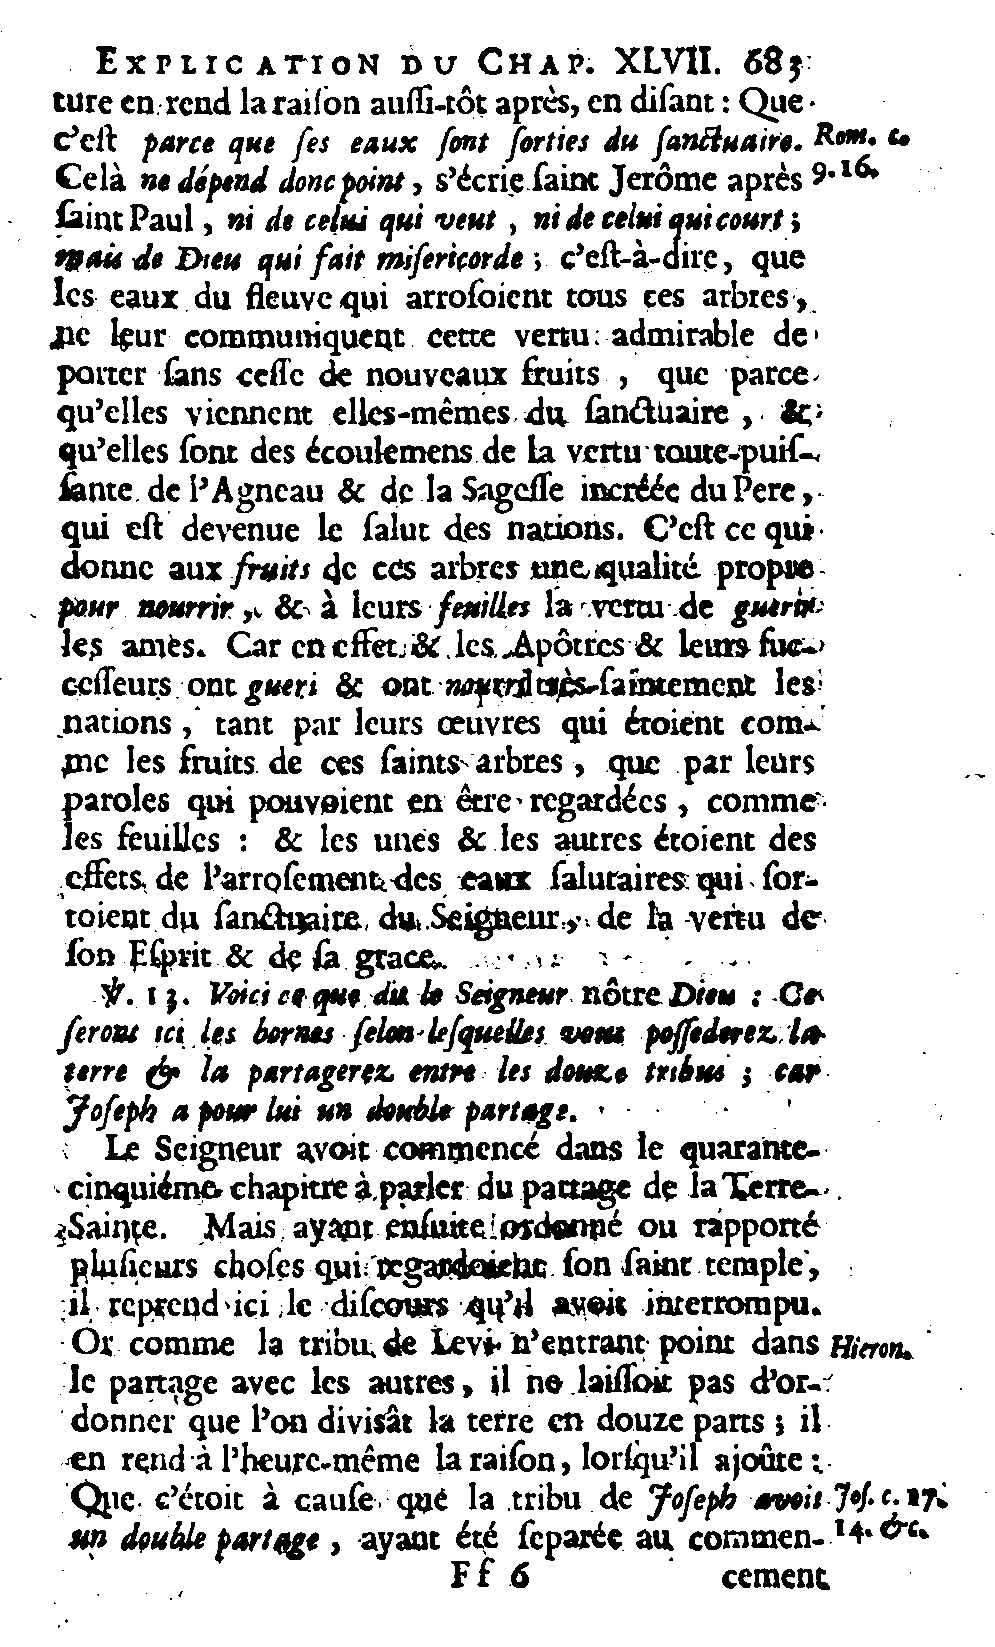 EXPLICATION DU CHAP. XLVII. 683
ture en rend la raiſon auſſi-tôt après, en diſant : Que
c'eſt parce que ſes eaux ſont ſorties du ſanctuaire. Rom. c.
Celà ne dépend donc point, s'écrie ſaint Jerôme après 9. 16.
ſaint Paul, ni de celui qui veut, ni de celui qui court ;
mais de Dieu qui fait miſericorde ; c'eſt-à-dire, que
les eaux du fleuve qui arroſoient tous ces arbres,
ne leur communiquent cette vertu admirable de
porter ſans ceſſe de nouveaux fruits, que parce
qu'elles viennent elles-mêmes du ſanctuaire, &
qu'elles ſont des écoulemens de la vertu toute-puiſ-
ſante de l'Agneau & de la Sageſſe incréée du Pere,
qui eſt devenue le ſalut des nations. C'eſt ce qui
donne aux fruits de ces arbres une qualité propre
pour nourrir, & à leurs feuilles la vertu de guerir
les ames. Car en effet & les Apôtres & leurs ſuc-
ceſſeurs ont gueri & ont nourri très-ſaintement les
nations, tant par leurs œuvres qui étoient com-
me les fruits de ces ſaints arbres, que par leurs
paroles qui pouvoient en être regardées, comme
les feuilles : & les unes & les autres étoient des
effets de l'arroſement des eaux ſalutaires qui ſor-
toient du ſanctuaire du Seigneur, de la vertu de
ſon Eſprit & de ſa grace.
℣. 13. Voici ce que dit le Seigneur nôtre Dieu : Ce
ſeront ici les bornes ſelon leſquelles vous poſſederez la
terre & la partagerez entre les douze tribus ; car
Joſeph a pour lui un double partage.
Le Seigneur avoit commencé dans le quarante-
cinquiéme chapitre à parler du partage de la Terre-
Sainte. Mais ayant enſuite ordonné ou rapporté
pluſieurs choſes qui regardoient ſon ſaint temple,
il reprend ici le diſcours qu'il avoit interrompu.
Or comme la tribu de Levi n'entrant point dans Hieron.
le partage avec les autres, il ne laiſſoit pas d'or-
donner que l'on diviſât la terre en douze parts ; il
en rend à l'heure-même la raiſon, lorſqu'il ajoûte :
Que c'étoit à cauſe que la tribu de Joſeph avoit Joſ. c. 17.
un double partage, ayant été ſeparée au commen- 14. &c.
Ff 6 cement